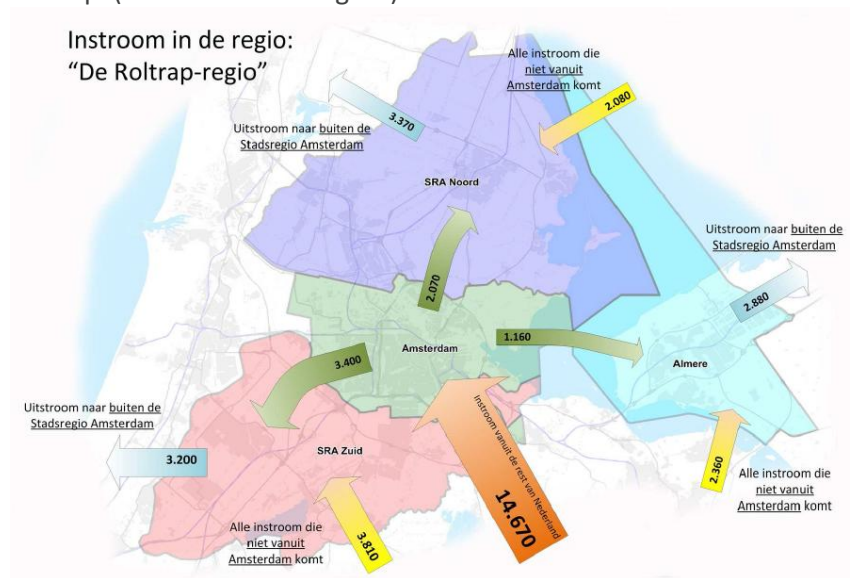 Instroom in de regio:
“De Roltrap-regio”
Alle instroom die
niet vanuit
Amsterdam komt
2.080
3.370
Uitstroom naar buiten de
Stadsregio Amsterdam
SRA Noord
Uitstroom naar buiten de
Stadsregio Amsterdam
2.880
2.070
1.160
Amsterdam
Almere
3.400
Uitstroom naar buiten de
Stadsregio Amsterdam
3.200
SRA Zuid
Instroom vanuit de rest van Nederland
14.670
2.360
Alle instroom die
niet vanuit
Amsterdam komt
Alle instroom die
niet vanuit
Amsterdam komt
3.810